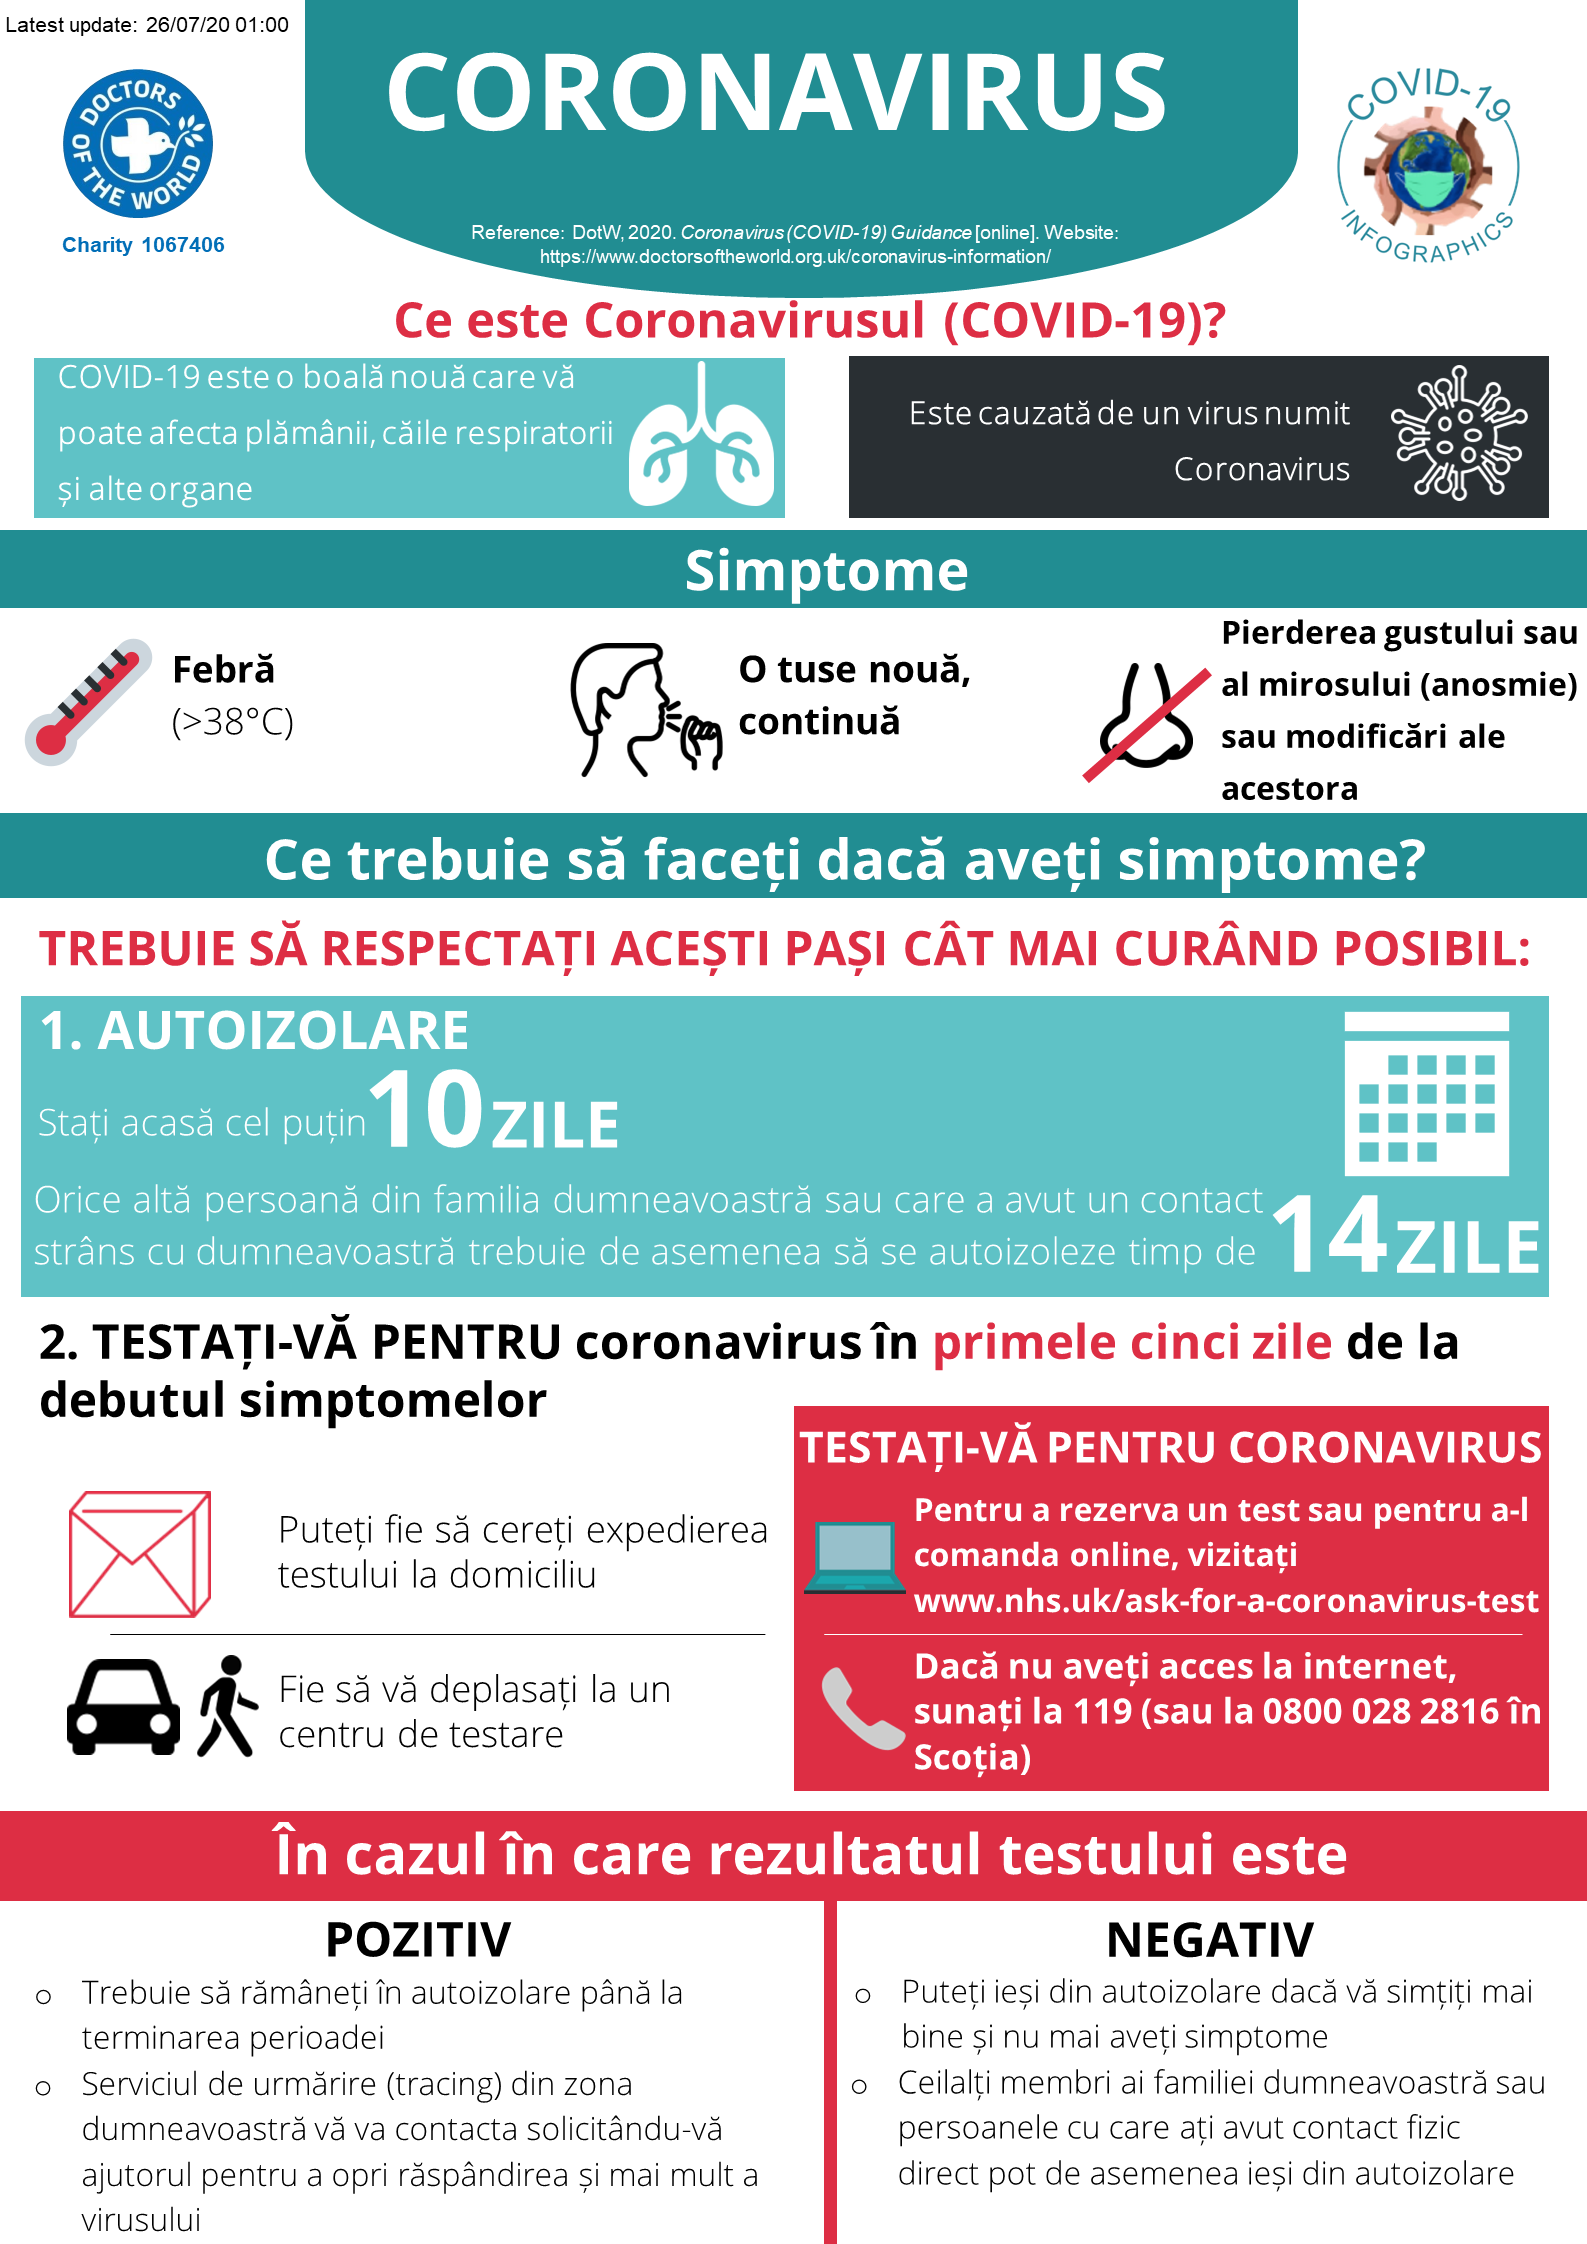 Latest update: 26/07/20 01:00
CORONAVIRUS
DOCTORS OF THE WORLD
Charity 1067406
COVID-19
INFOGRAPHICS
Reference: DotW, 2020. Coronavirus (COVID-19) Guidance [online]. Website:
https://www.doctorsoftheworld.org.uk/coronavirus-information/
Ce este Coronavirusul (COVID-19)?
COVID-19 este o boală nouă care vă
poate afecta plămânii, căile respiratorii
și alte organe
Este cauzată de un virus numit
Coronavirus
Simptome
Febră
(>38°C)
O tuse nouă,
continuă
Pierderea gustului sau
al mirosului (anosmie)
sau modificări ale
acestora
Ce trebuie să faceți dacă aveți simptome?
TREBUIE SĂ RESPECTAȚI ACEȘTI PAȘI CÂT MAI CURÂND POSIBIL:
1. AUTOIZOLARE
Stați acasă cel puțin 10 ZILE
Orice altă persoană din familia dumneavoastră sau care a avut un contact
strâns cu dumneavoastră trebuie de asemenea să se autoizoleze timp de 14 ZILE
2. TESTAȚI-VĂ PENTRU coronavirus în primele cinci zile de la
debutul simptomelor
Puteți fie să cereți expedierea
testului la domiciliu
Fie să vă deplasați la un
centru de testare
TESTAȚI-VĂ PENTRU CORONAVIRUS
Pentru a rezerva un test sau pentru a-l
comanda online, vizitați
www.nhs.uk/ask-for-a-coronavirus-test
Dacă nu aveți acces la internet,
sunați la 119 (sau la 0800 028 2816 în
Scoția)
În cazul în care rezultatul testului este
POZITIV
o Trebuie să rămâneți în autoizolare până la
terminarea perioadei
o Serviciul de urmărire (tracing) din zona
dumneavoastră vă va contacta solicitându-vă
ajutorul pentru a opri răspândirea și mai mult a
virusului
NEGATIV
o Puteți ieși din autoizolare dacă vă simțiți mai
bine și nu mai aveți simptome
o Ceilalți membri ai familiei dumneavoastră sau
persoanele cu care ați avut contact fizic
direct pot de asemenea ieși din autoizolare